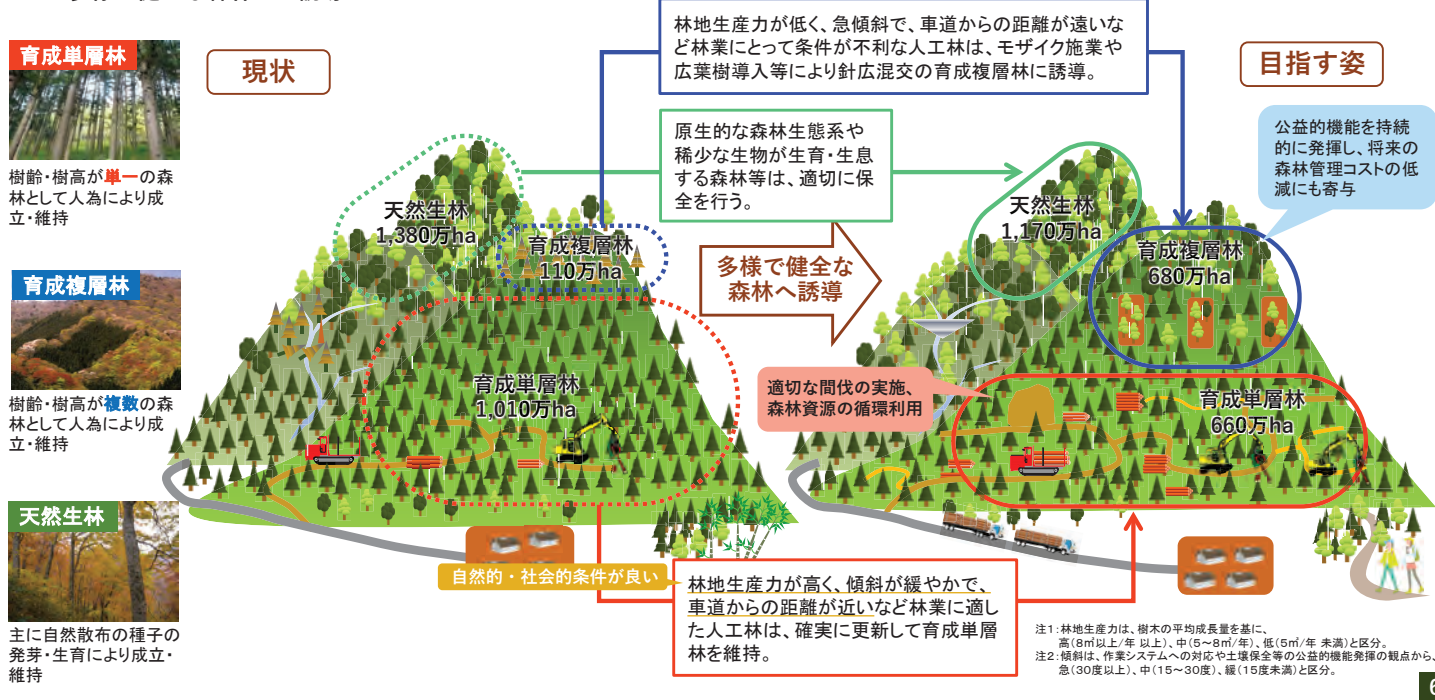 林地生産力が低く、急傾斜で、車道からの距離が遠いな
ど林業にとって条件が不利な人工林は、モザイク施業や
広葉樹導入等により針広混交の育成複層林に誘導。
育成単層林
現状
目指す姿
樹齢・樹高が単一の森
林として人為により成
立・維持
原生的な森林生態系や
稀少な生物が生育・生息
する森林等は、適切に保
全を行う。
公益的機能を持続
的に発揮し、将来の
森林管理コストの低
減にも寄与
天然生林
1,380万ha
育成複層林
110万ha
多様で健全な
森林へ誘導
天然生林
1,170万ha
育成複層林
680万ha
育成複層林
樹齢・樹高が複数の森
林として人為により成
立・維持
育成単層林
1,010万ha
適切な間伐の実施、
森林資源の循環利用
育成単層林
660万ha
天然生林
主に自然散布の種子の
発芽・生育により成立・
維持
自然的・社会的条件が良い
林地生産力が高く、傾斜が緩やかで、
車道からの距離が近いなど林業に適し
た人工林は、確実に更新して育成単層
林を維持。
注1:林地生産力は、樹木の平均成長量を基に、
高(8㎥以上/年 以上)、中(5~8㎥/年)、低(5㎥/年 未満)と区分。
注2:傾斜は、作業システムへの対応や土壌保全等の公益的機能発揮の観点から、
急(30度以上)、中(15~30度)、緩(15度未満)と区分。